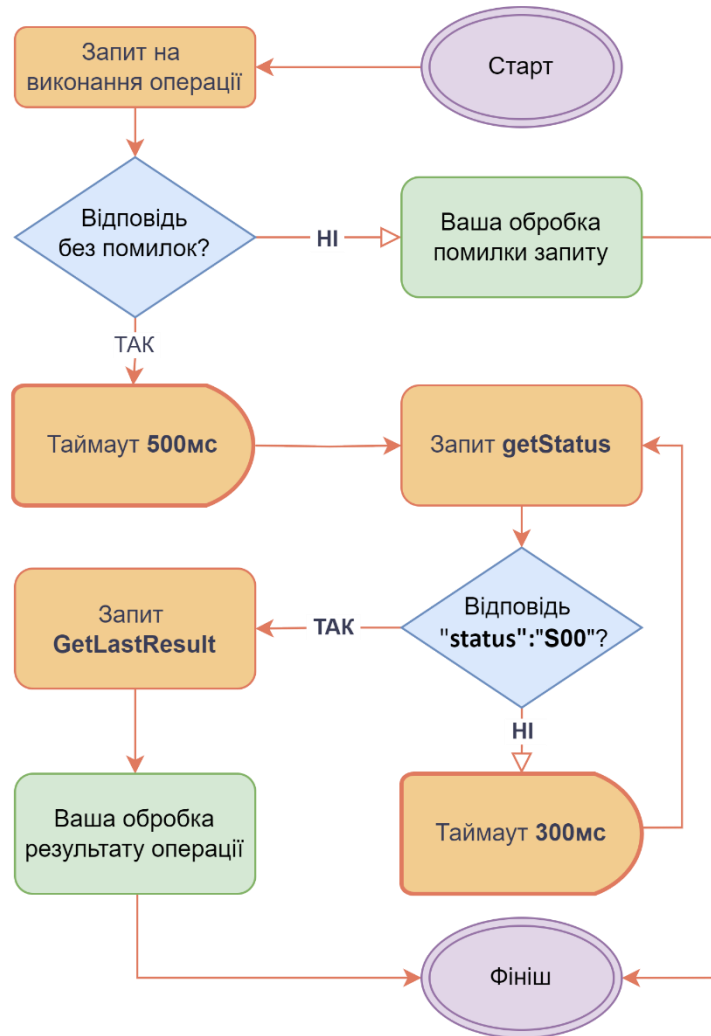 Старт
Запит на
виконання операції
Відповідь
без помилок?
НІ
Ваша обробка
помилки запиту
ТАК
Таймаут 500мс
Запит getStatus
Відповідь
"status":"S00"?
ТАК
Запит
GetLastResult
НІ
Таймаут 300мс
Ваша обробка
результату операції
Фініш